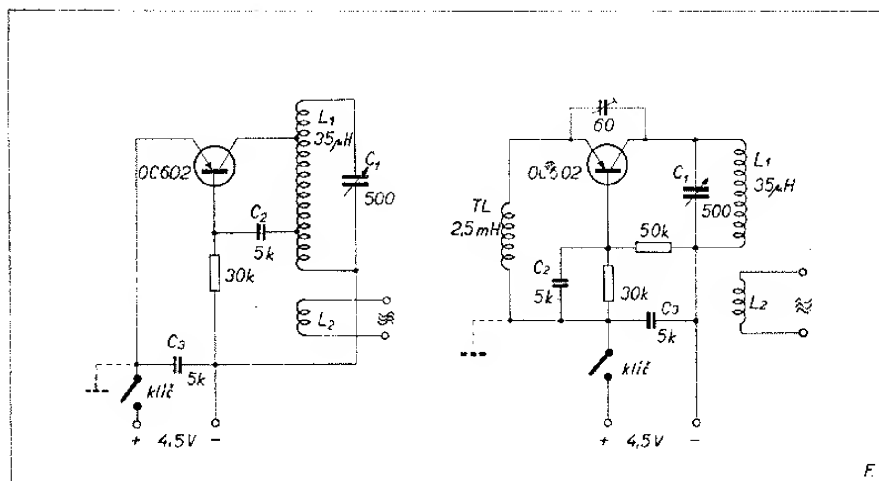 L1
35μH
C1
500
OC602
C2
5k
30k
L2
C3
5k
klíč
+ 4,5V −
60
OC602
C1
500
L1
35μH
TL
2,5mH
50k
C2
5k
30k
C3
5k
L2
klíč
+ 4,5V −
F.